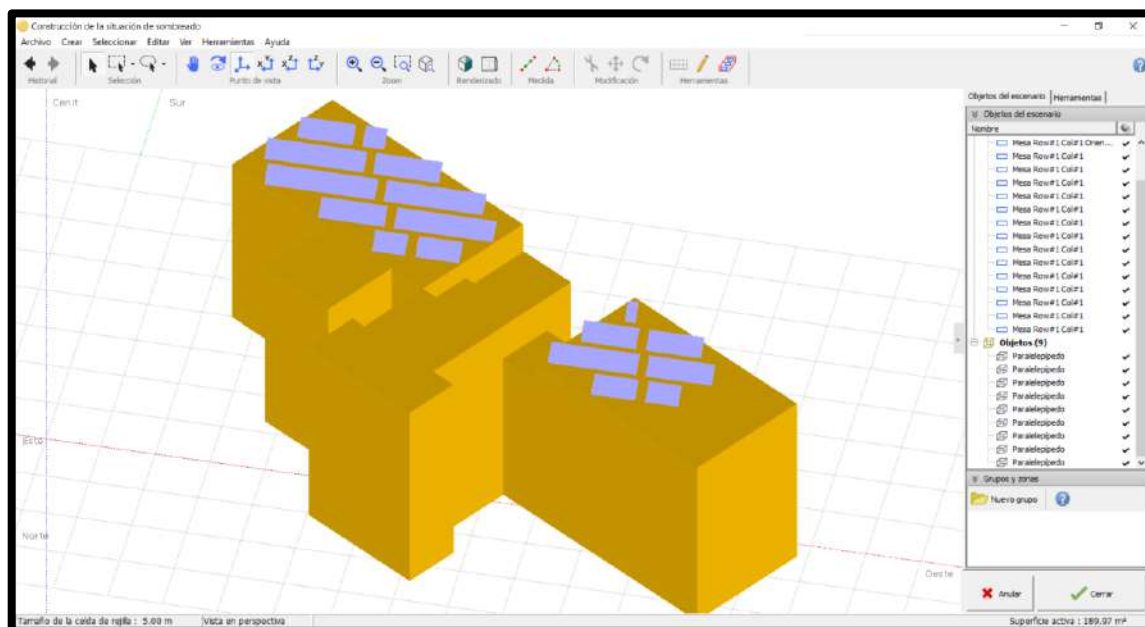 Construcción de la situación de sombreado
Archivo Crear Seleccionar Editar Ver Herramientas Ayuda
Historial Selección Punto de vista Zoom Renderizado Medida Modificación Herramientas
Cenit Sur
Este
Norte
Oeste
Objetos del escenario Herramientas
Objetos del escenario
Nombre
Mesa Row#1 Col#1 Orien...
Mesa Row#1 Col#1
Mesa Row#1 Col#1
Mesa Row#1 Col#1
Mesa Row#1 Col#1
Mesa Row#1 Col#1
Mesa Row#1 Col#1
Mesa Row#1 Col#1
Mesa Row#1 Col#1
Mesa Row#1 Col#1
Mesa Row#1 Col#1
Mesa Row#1 Col#1
Mesa Row#1 Col#1
Mesa Row#1 Col#1
Mesa Row#1 Col#1
Objetos (9)
Paralelepípedo
Paralelepípedo
Paralelepípedo
Paralelepípedo
Paralelepípedo
Paralelepípedo
Paralelepípedo
Paralelepípedo
Paralelepípedo
Grupos y zonas
Nuevo grupo
Anular Cerrar
Tamaño de la caída de rejilla : 5.00 m Vista en perspectiva Superficie activa : 189.97 m²